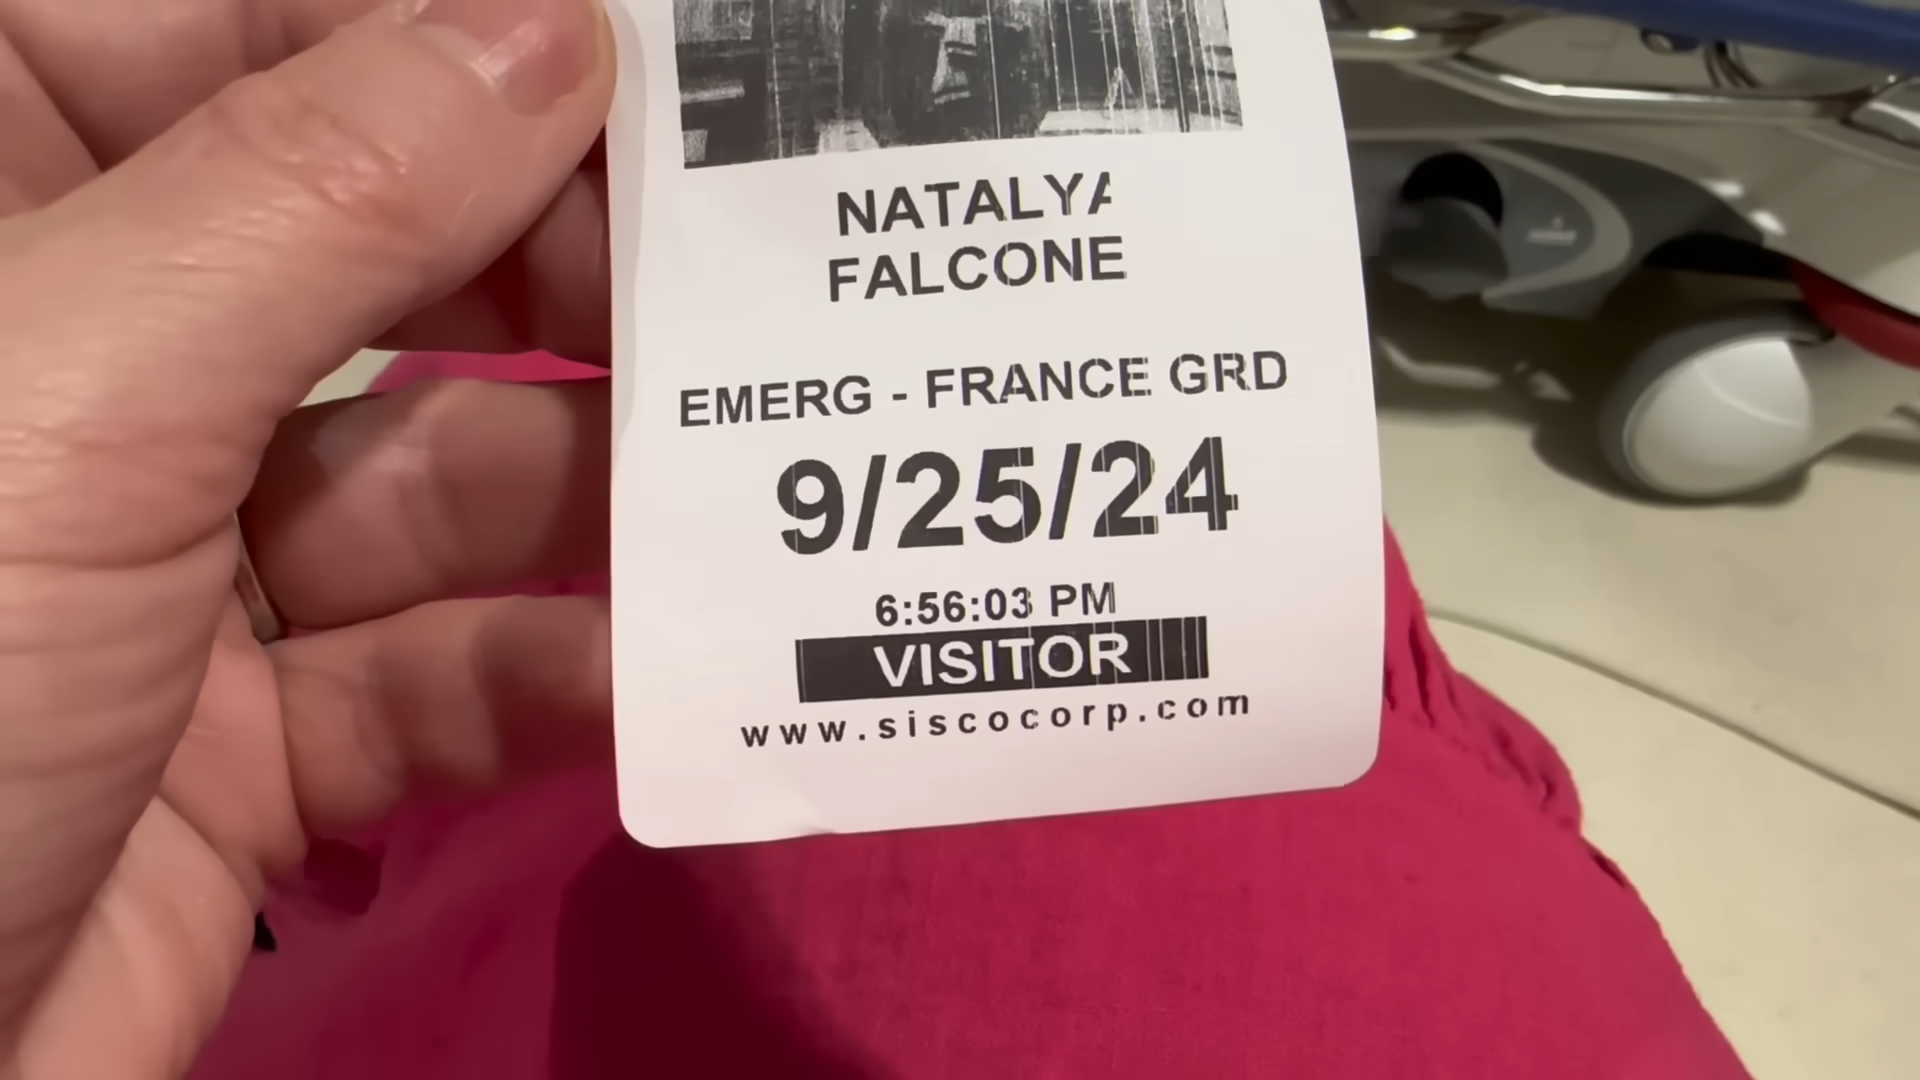 NATALYA
FALCONE
EMERG - FRANCE GRD
9/25/24
6:56:03 PM
VISITOR
www.siscocorp.com